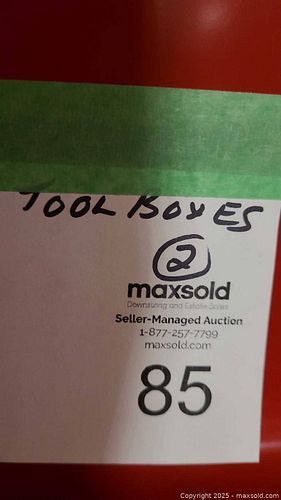 TOOL BOXES
2
maxsold
Downsizing and Estate Sales
Seller-Managed Auction
1-877-257-7799
maxsold.com
85
Copyright 2025 - maxsold.com